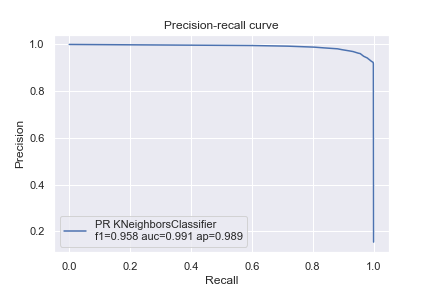 Precision-recall curve
1.0
0.8
0.6
0.4
0.2
Precision
PR KNeighborsClassifier
f1=0.958 auc=0.991 ap=0.989
0.0 0.2 0.4 0.6 0.8 1.0
Recall